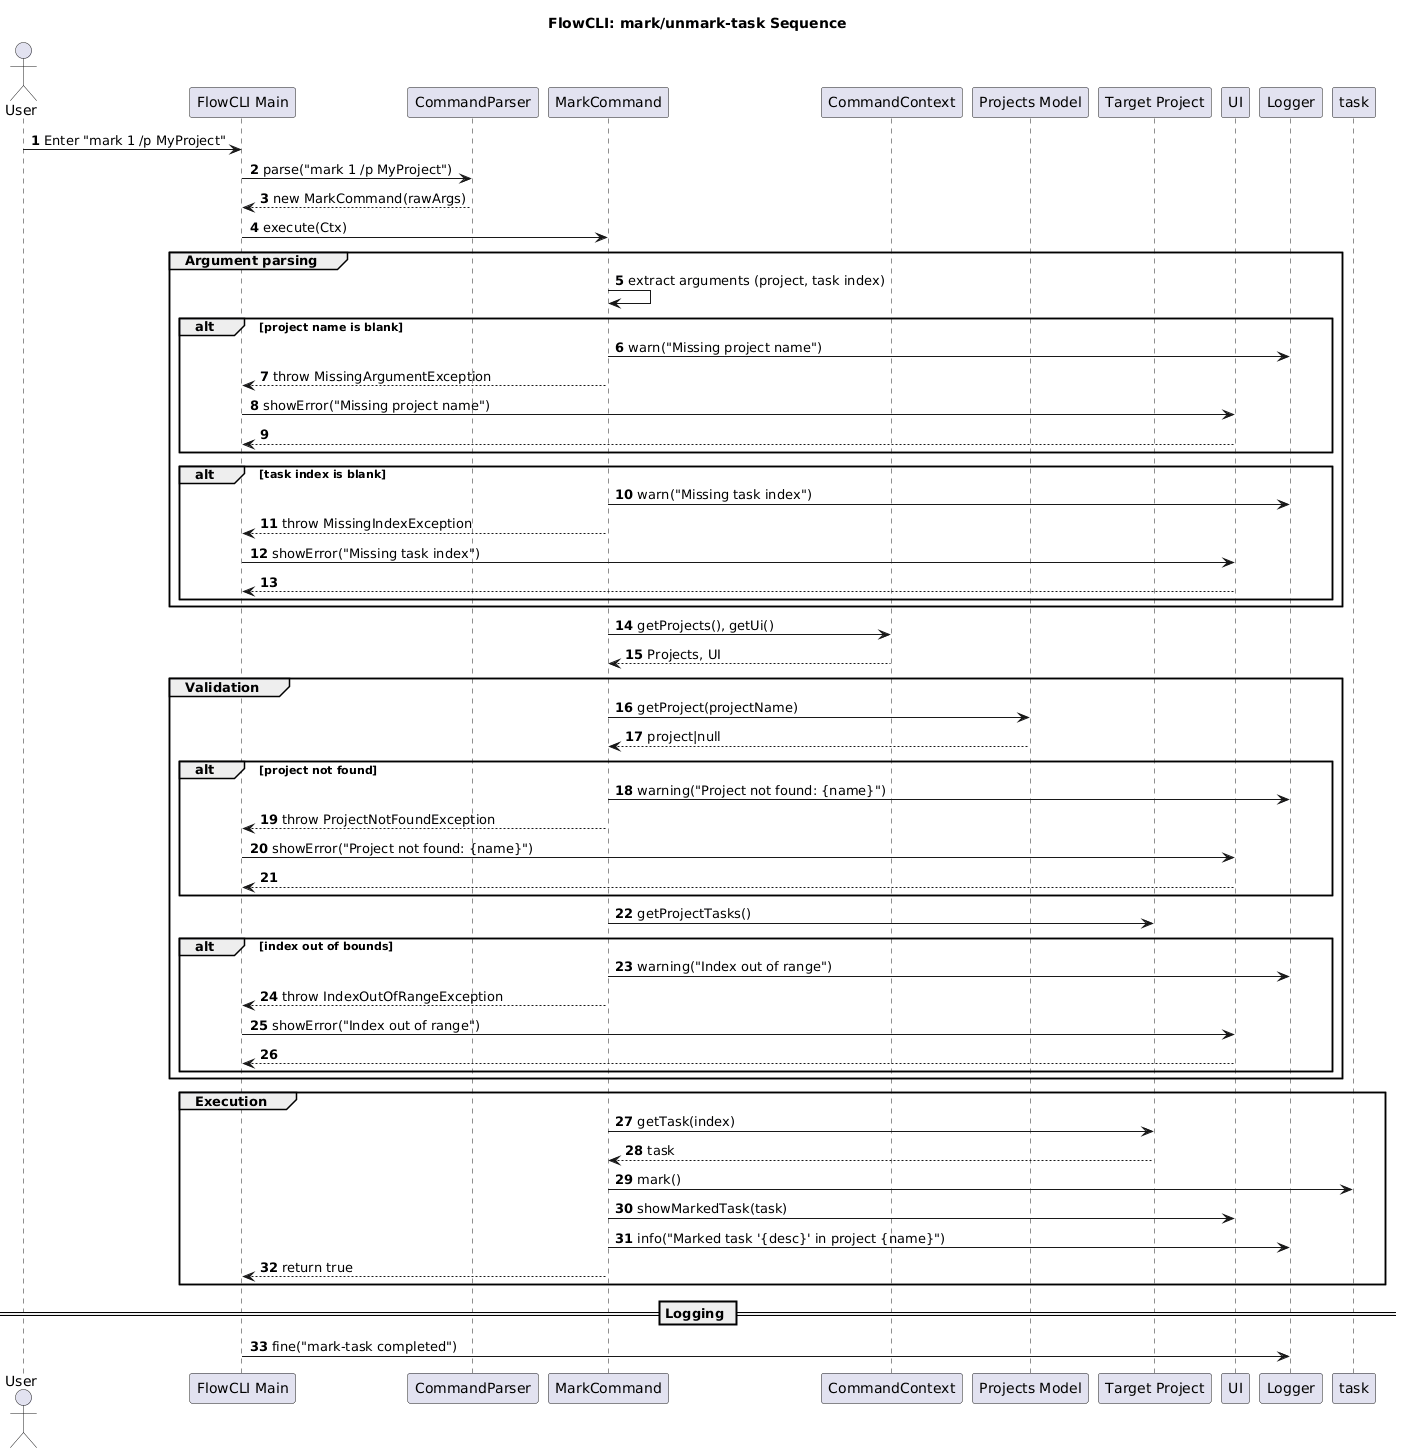 FlowCLI: mark/unmark-task Sequence
User
FlowCLI Main
CommandParser
MarkCommand
CommandContext
Projects Model
Target Project
UI
Logger
task
1 Enter "mark 1 /p MyProject"
2 parse("mark 1 /p MyProject")
3 new MarkCommand(rawArgs)
4 execute(Ctx)
Argument parsing
5 extract arguments (project, task index)
alt [project name is blank]
6 warn("Missing project name")
7 throw MissingArgumentException
8 showError("Missing project name")
9
alt [task index is blank]
10 warn("Missing task index")
11 throw MissingIndexException
12 showError("Missing task index")
13
14 getProjects(), getUi()
15 Projects, UI
Validation
16 getProject(projectName)
17 project|null
alt [project not found]
18 warning("Project not found: {name}")
19 throw ProjectNotFoundException
20 showError("Project not found: {name}")
21
22 getProjectTasks()
alt [index out of bounds]
23 warning("Index out of range")
24 throw IndexOutOfRangeException
25 showError("Index out of range")
26
Execution
27 getTask(index)
28 task
29 mark()
30 showMarkedTask(task)
31 info("Marked task '{desc}' in project {name}")
32 return true
Logging
33 fine("mark-task completed")
User
FlowCLI Main
CommandParser
MarkCommand
CommandContext
Projects Model
Target Project
UI
Logger
task